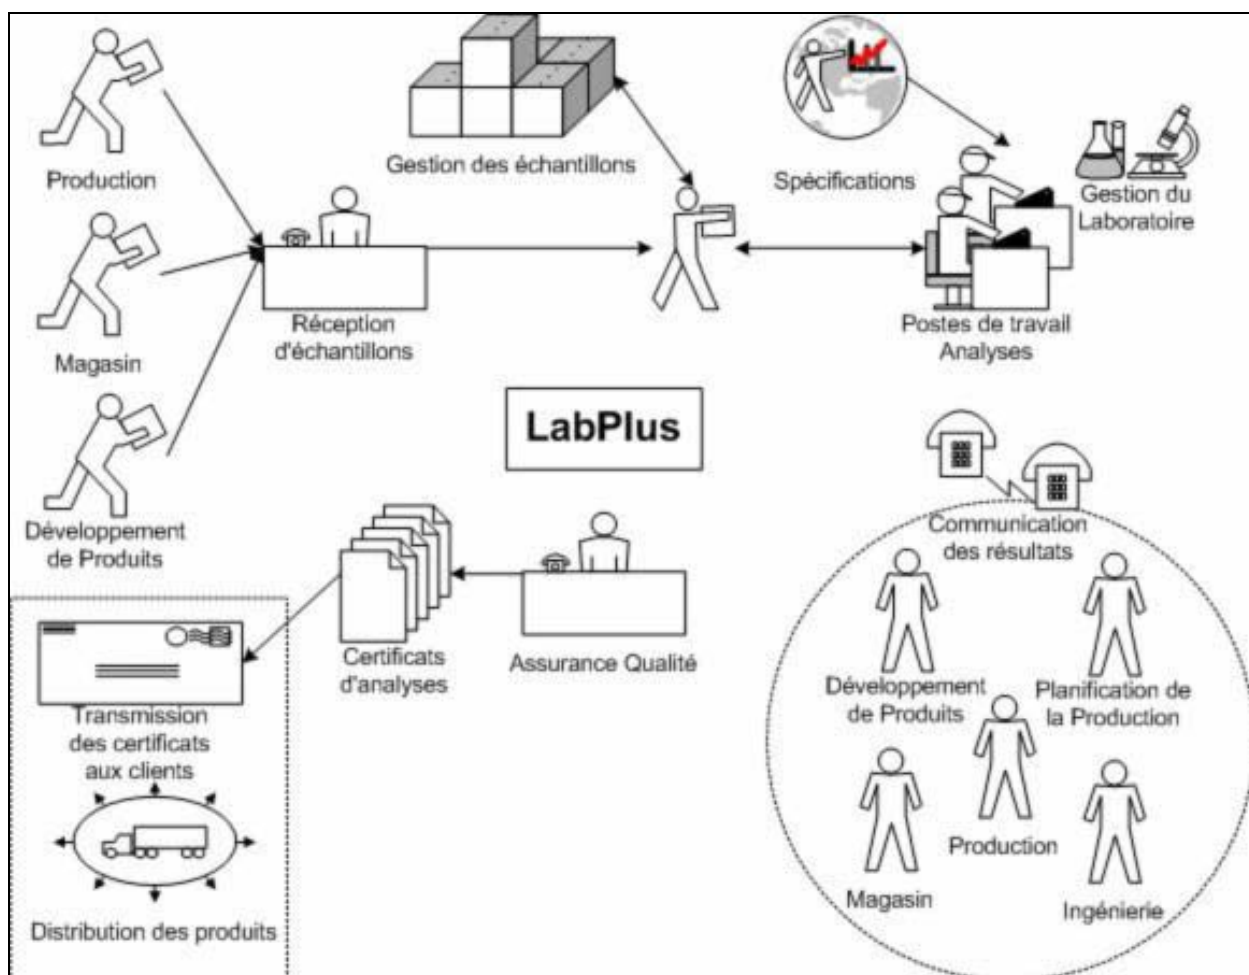 Production
Gestion des échantillons
Spécifications
Gestion du
Laboratoire
Magasin
Réception
d'échantillons
Postes de travail
Analyses
LabPlus
Développement
de Produits
Communication
des résultats
Certificats
d'analyses
Assurance Qualité
Développement
de Produits
Planification de
la Production
Transmission
des certificats
aux clients
Production
Magasin
Ingénierie
Distribution des produits